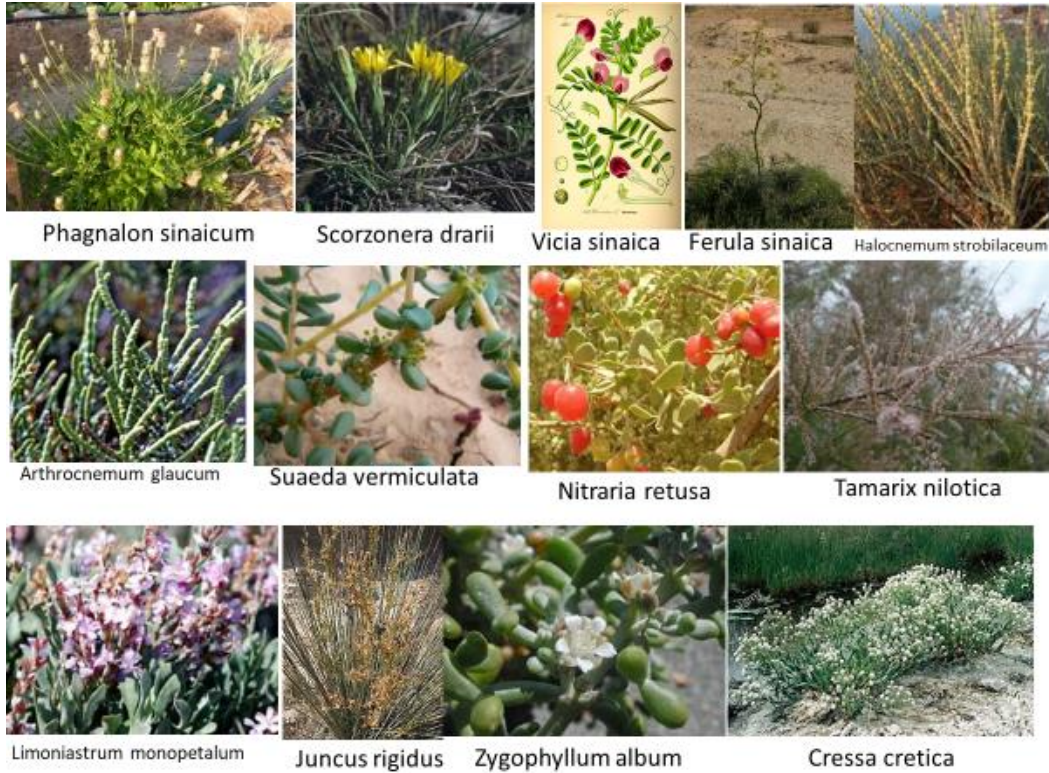 Phagnalon sinaicum
Scorzonera drarii
Vicia sinaica
Ferula sinaica
Halocnemum strobilaceum
Arthrocnemum glaucum
Suaeda vermiculata
Nitraria retusa
Tamarix nilotica
Limoniastrum monopetalum
Juncus rigidus
Zygophyllum album
Cressa cretica